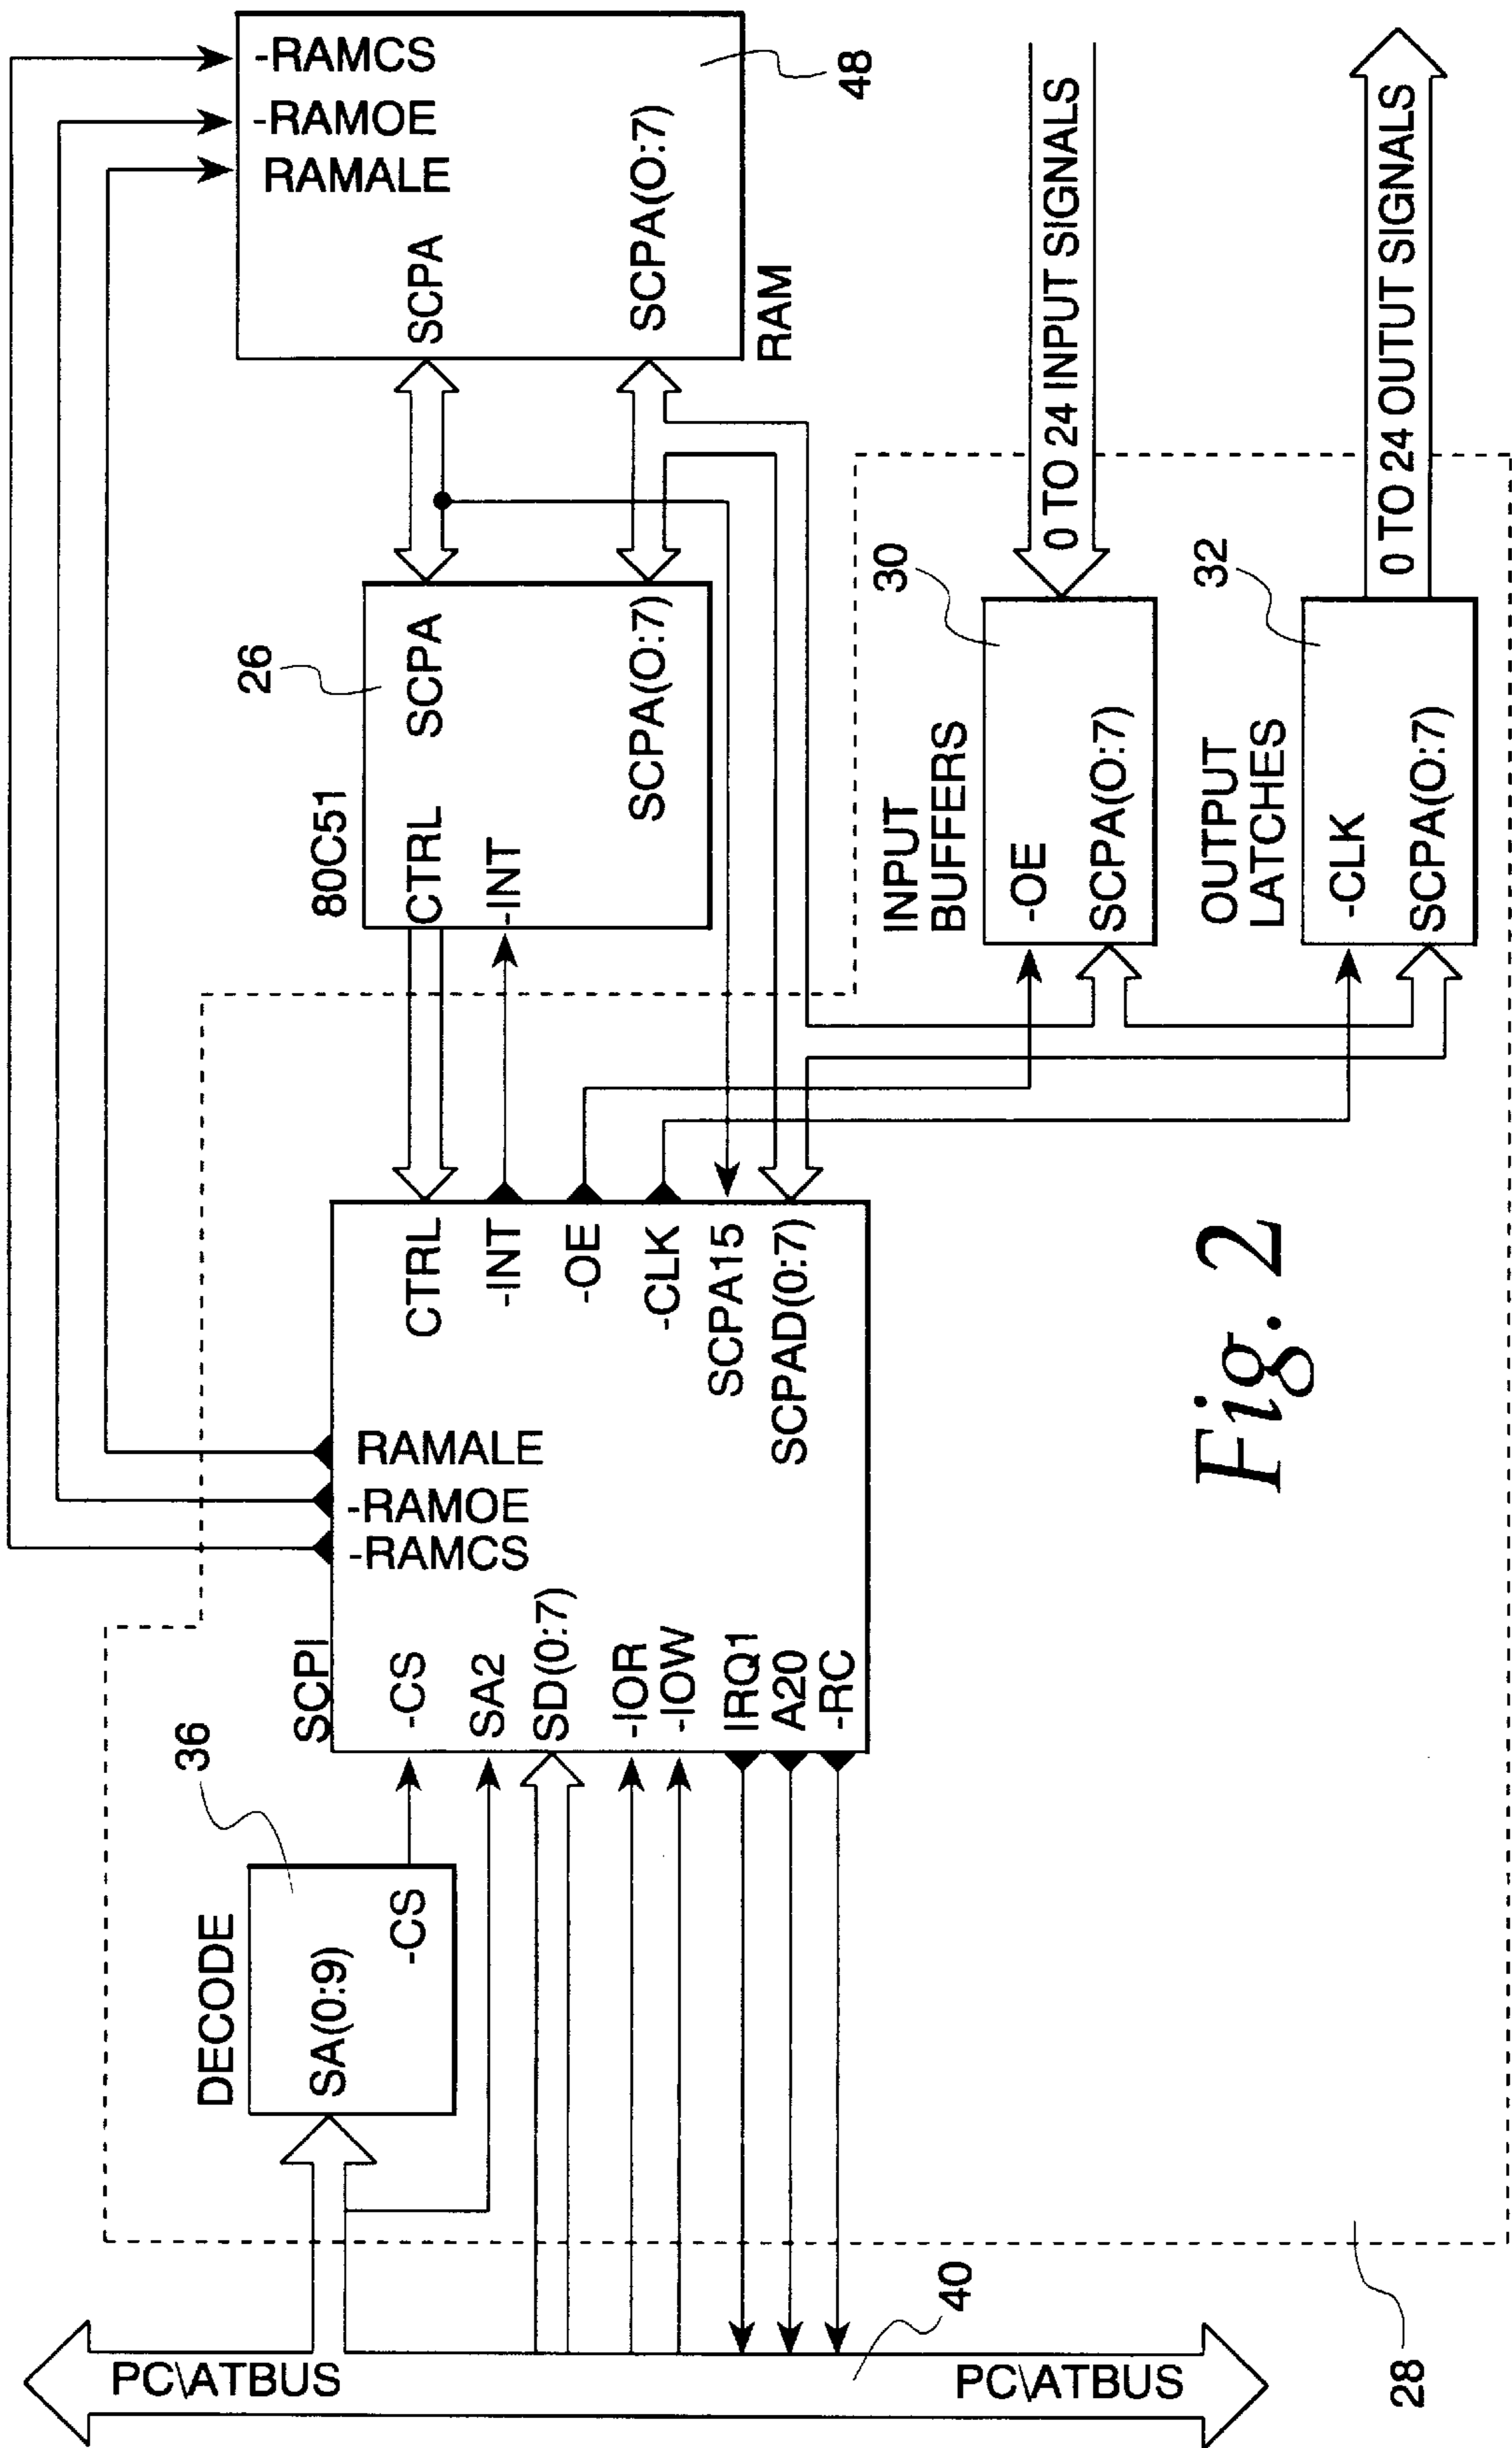 PC\ATBUS
PC\ATBUS
40
28
DECODE
36
SA(0:9)
-CS
SCPI
-CS
SA2
SD(0:7)
-IOR
-IOW
IRQ1
A20
-RC
-RAMCS
-RAMOE
RAMALE
CTRL
-INT
-OE
-CLK
SCPA15
SCPAD(0:7)
80C51
26
CTRL
SCPA
-INT
SCPA(O:7)
-RAMCS
-RAMOE
RAMALE
SCPA
SCPA(O:7)
RAM
48
INPUT
BUFFERS
30
-OE
SCPA(O:7)
0 TO 24 INPUT SIGNALS
OUTPUT
LATCHES
32
-CLK
SCPA(O:7)
0 TO 24 OUTUT SIGNALS
Fig. 2